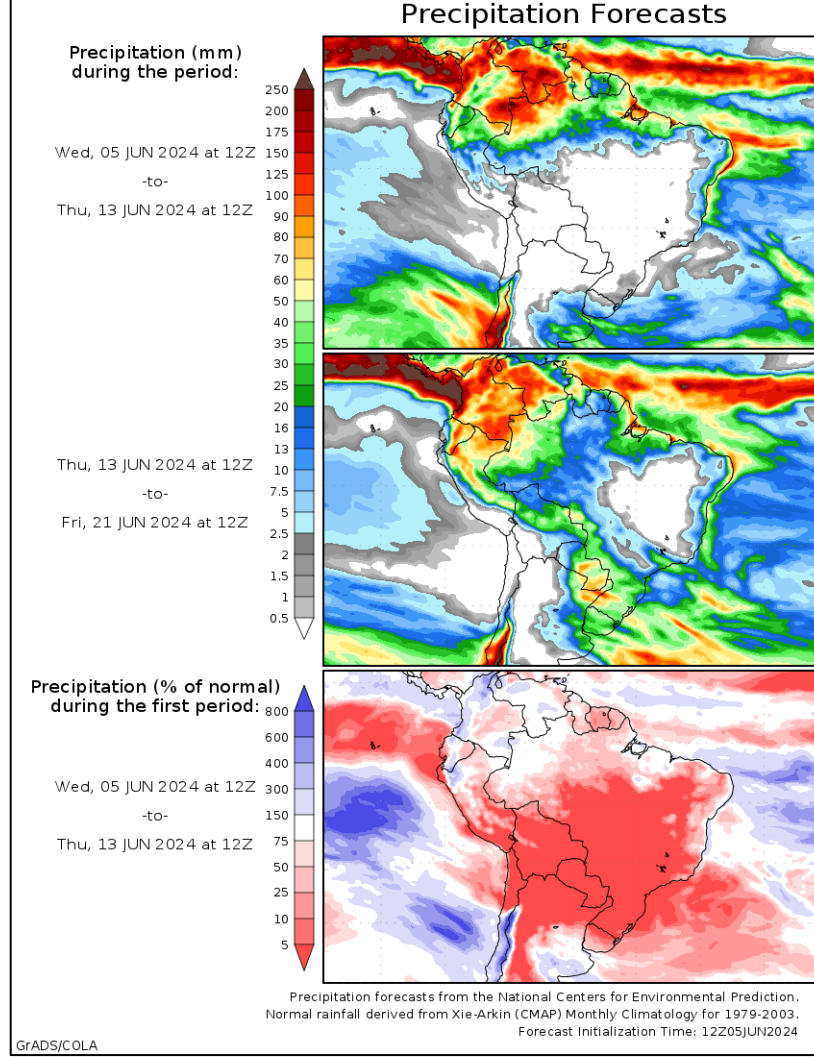 Precipitation Forecasts
Precipitation (mm)
during the period:
Wed, 05 JUN 2024 at 12Z
-to-
Thu, 13 JUN 2024 at 12Z
250
200
175
150
125
100
90
80
70
60
50
40
35
30
25
20
16
13
10
7.5
5
2.5
2
1.5
1
0.5
Thu, 13 JUN 2024 at 12Z
-to-
Fri, 21 JUN 2024 at 12Z
Precipitation (% of normal)
during the first period:
Wed, 05 JUN 2024 at 12Z
-to-
Thu, 13 JUN 2024 at 12Z
800
600
400
300
150
75
50
25
10
5
Precipitation forecasts from the National Centers for Environmental Prediction.
Normal rainfall derived from Xie-Arkin (CMAP) Monthly Climatology for 1979-2003.
Forecast Initialization Time: 12Z05JUN2024
GrADS/COLA